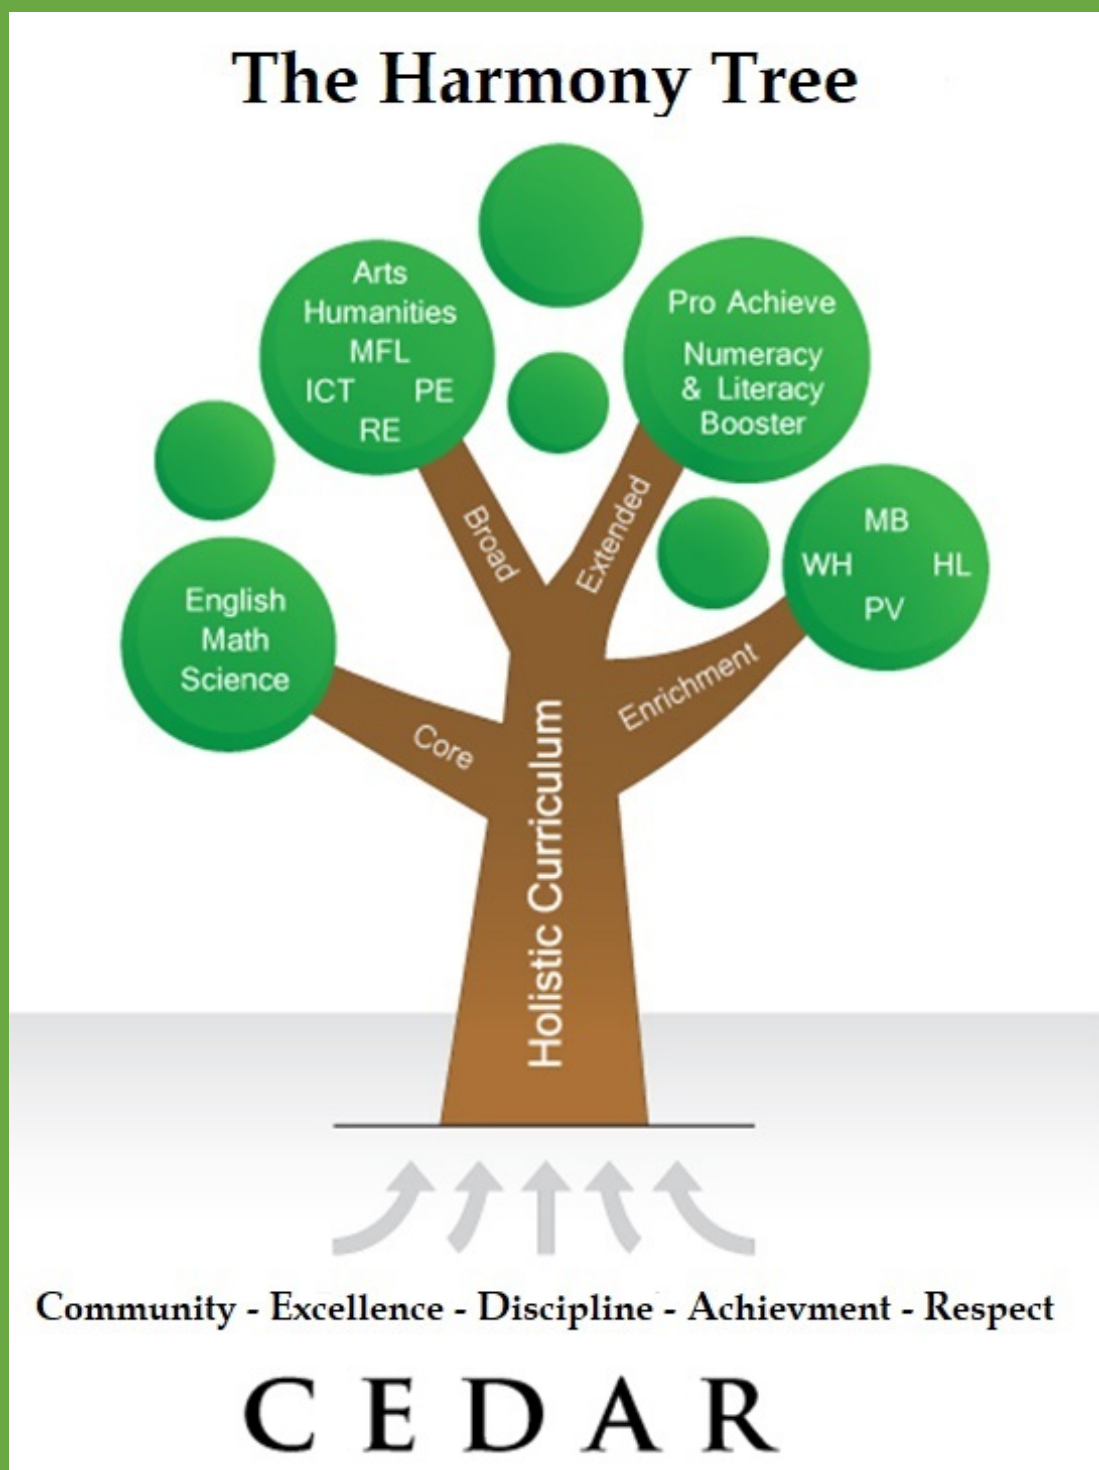 The Harmony Tree
Arts
Humanities
MFL
ICT PE
RE
Pro Achieve
Numeracy
& Literacy
Booster
MB
WH HL
PV
English
Math
Science
Broad
Extended
Core
Enrichment
Holistic Curriculum
Community - Excellence - Discipline - Achievment - Respect
C E D A R